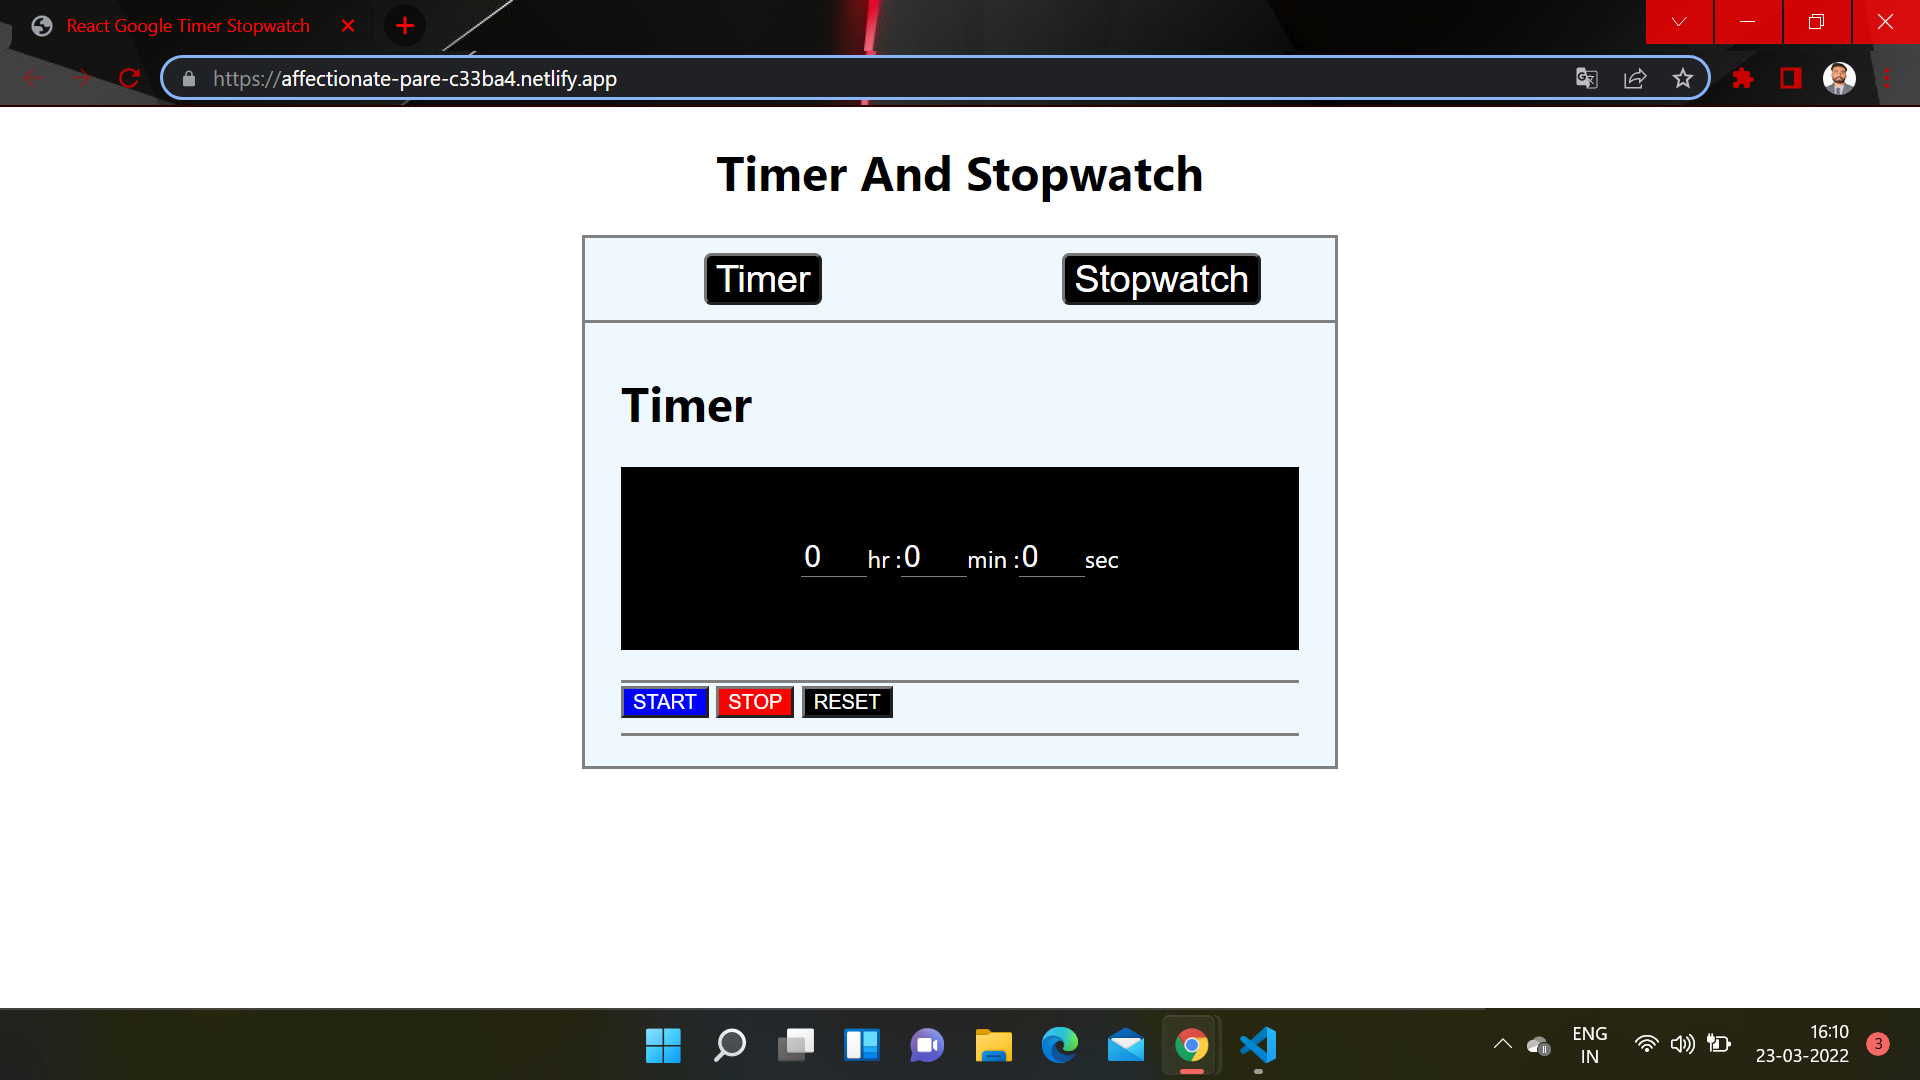 React Google Timer Stopwatch
https://affectionate-pare-c33ba4.netlify.app
Timer And Stopwatch
Timer Stopwatch
Timer
0 hr : 0 min : 0 sec
START STOP RESET
ENG
IN
16:10
23-03-2022
3